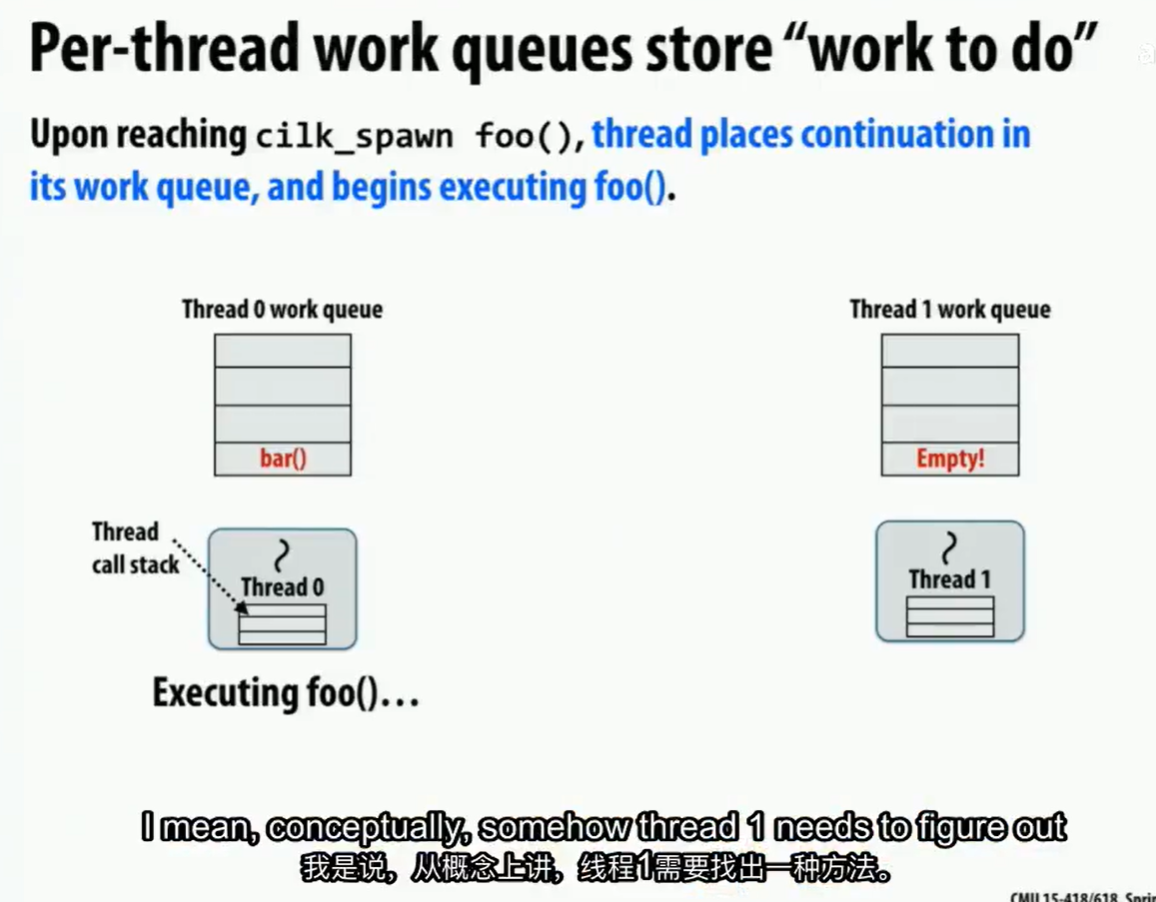 Per-thread work queues store “work to do”
Upon reaching cilk_spawn foo(), thread places continuation in
its work queue, and begins executing foo().
Thread 0 work queue
Thread 1 work queue
bar()
Empty!
Thread
call stack
Thread 0
Thread 1
Executing foo()...
I mean, conceptually, somehow thread 1 needs to figure out
我是说，从概念上讲，线程1需要找出一种方法。
CMU 15-418/618,